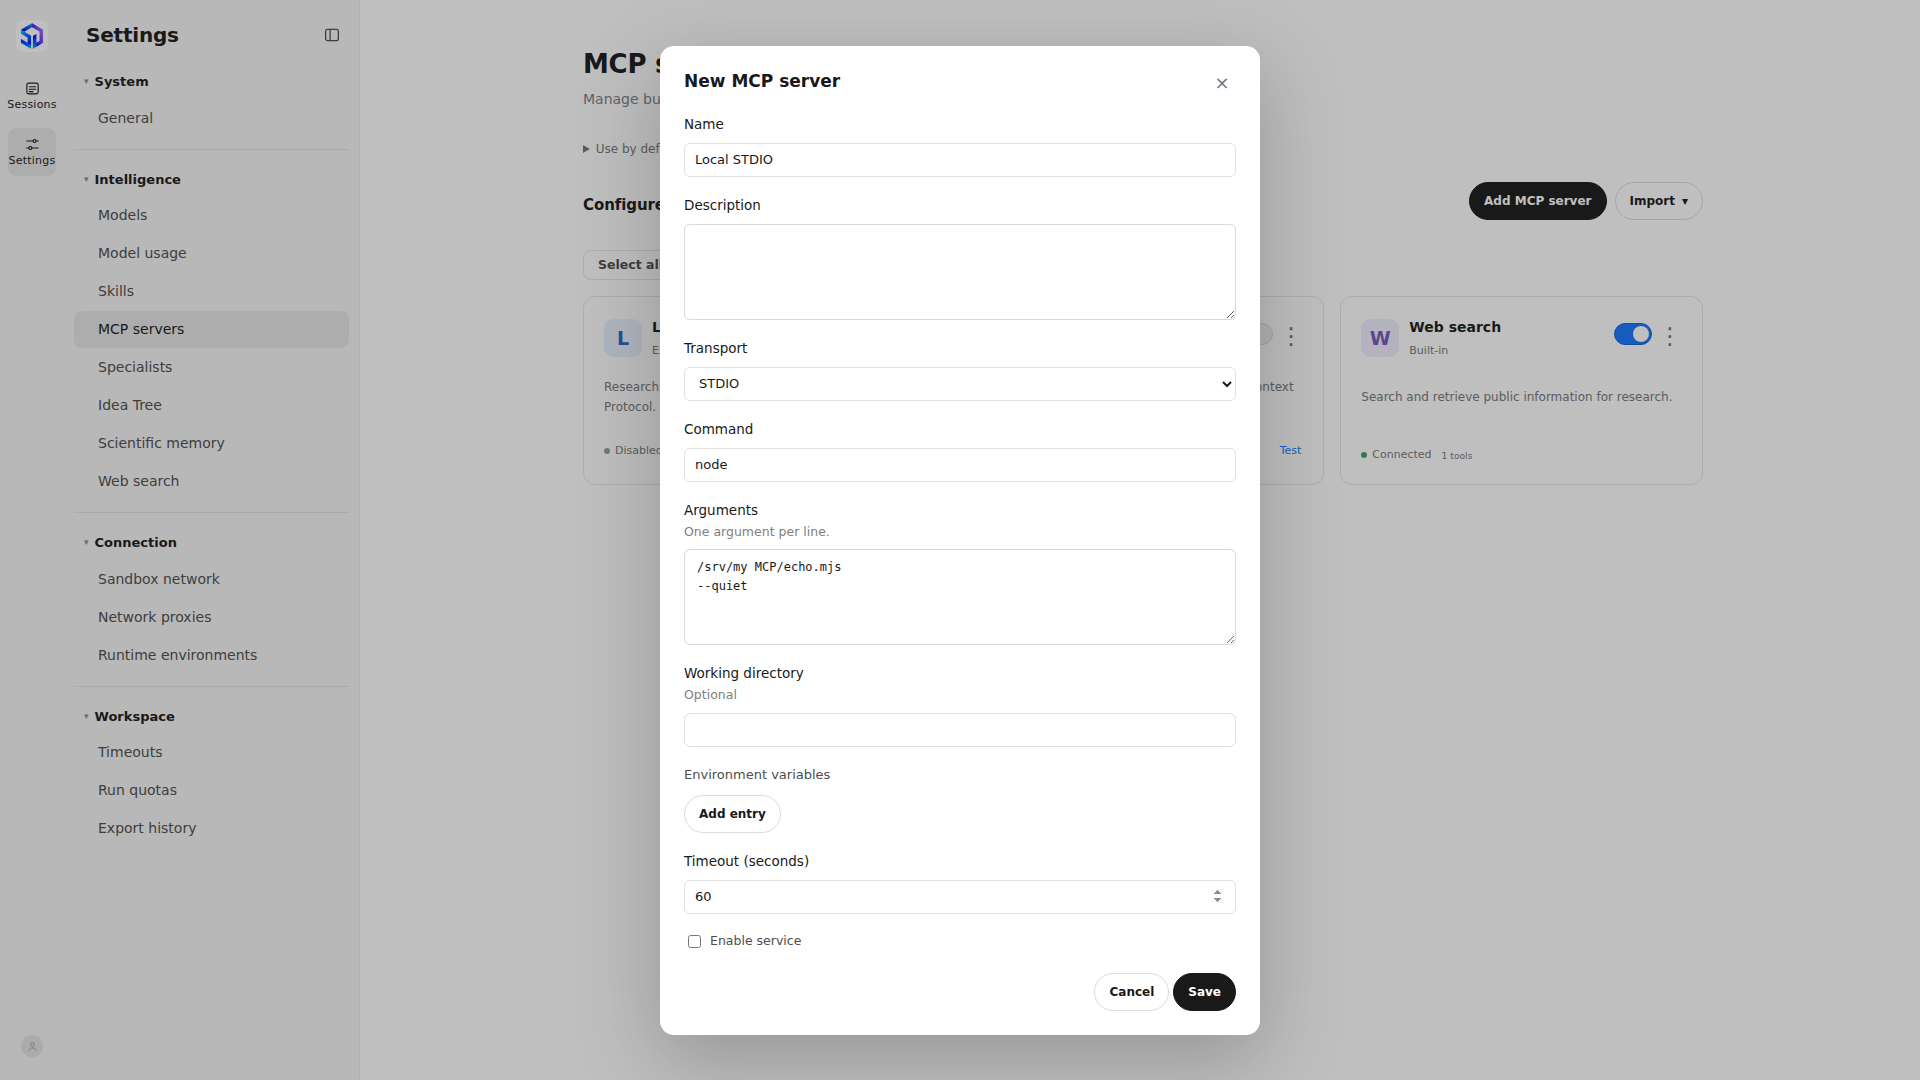 Sessions
Settings
Settings
System
General
Intelligence
Models
Model usage
Skills
MCP servers
Specialists
Idea Tree
Scientific memory
Web search
Connection
Sandbox network
Network proxies
Runtime environments
Workspace
Timeouts
Run quotas
Export history
MCP s
Manage bu
Use by def
Configure
Add MCP server
Import
Select al
L
L
E
Research
Protocol.
Disabled
ontext
Test
W
Web search
Built-in
Search and retrieve public information for research.
Connected 1 tools
New MCP server
Name
Local STDIO
Description
Transport
STDIO
Command
node
Arguments
One argument per line.
/srv/my MCP/echo.mjs
--quiet
Working directory
Optional
Environment variables
Add entry
Timeout (seconds)
60
Enable service
Cancel
Save